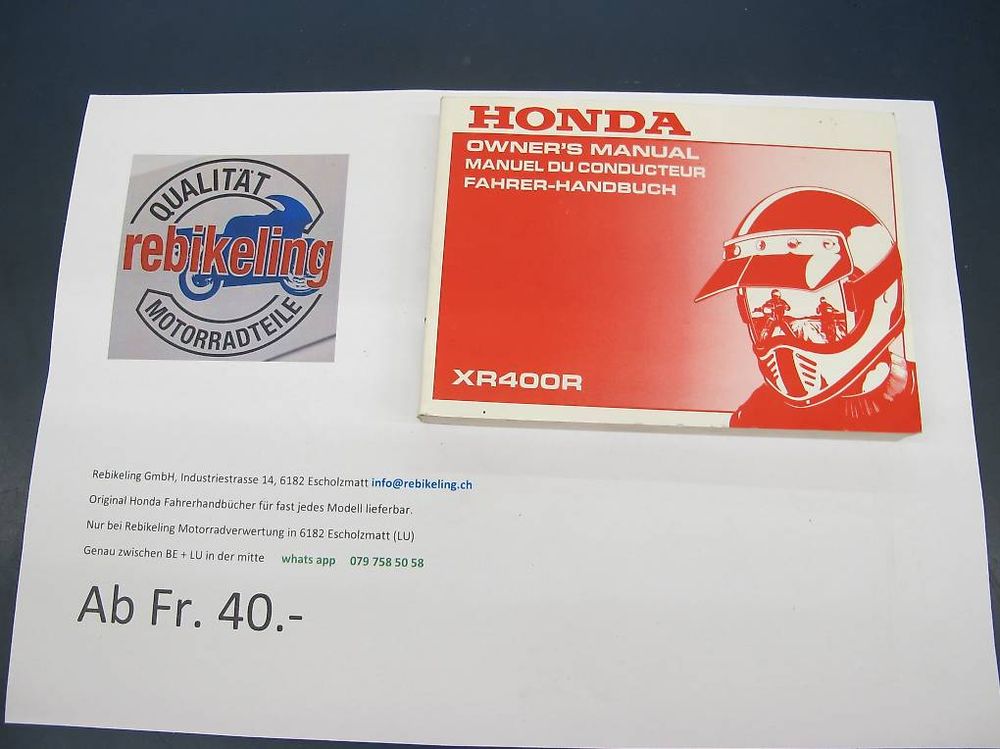 QUALITÄT
rebikeling
MOTORRADTEILE
HONDA
OWNER'S MANUAL
MANUEL DU CONDUCTEUR
FAHRER-HANDBUCH
XR400R
Rebikeling GmbH, Industriestrasse 14, 6182 Escholzmatt info@rebikeling.ch
Original Honda Fahrerhandbücher für fast jedes Modell lieferbar.
Nur bei Rebikeling Motorradverwertung in 6182 Escholzmatt (LU)
Genau zwischen BE + LU in der mitte whats app 079 758 50 58
Ab Fr. 40.-